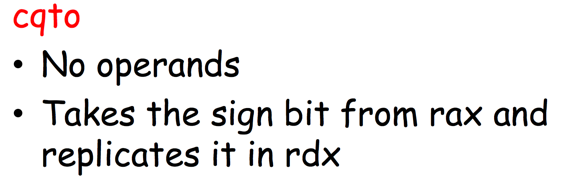 cqto
• No operands
• Takes the sign bit from rax and
replicates it in rdx